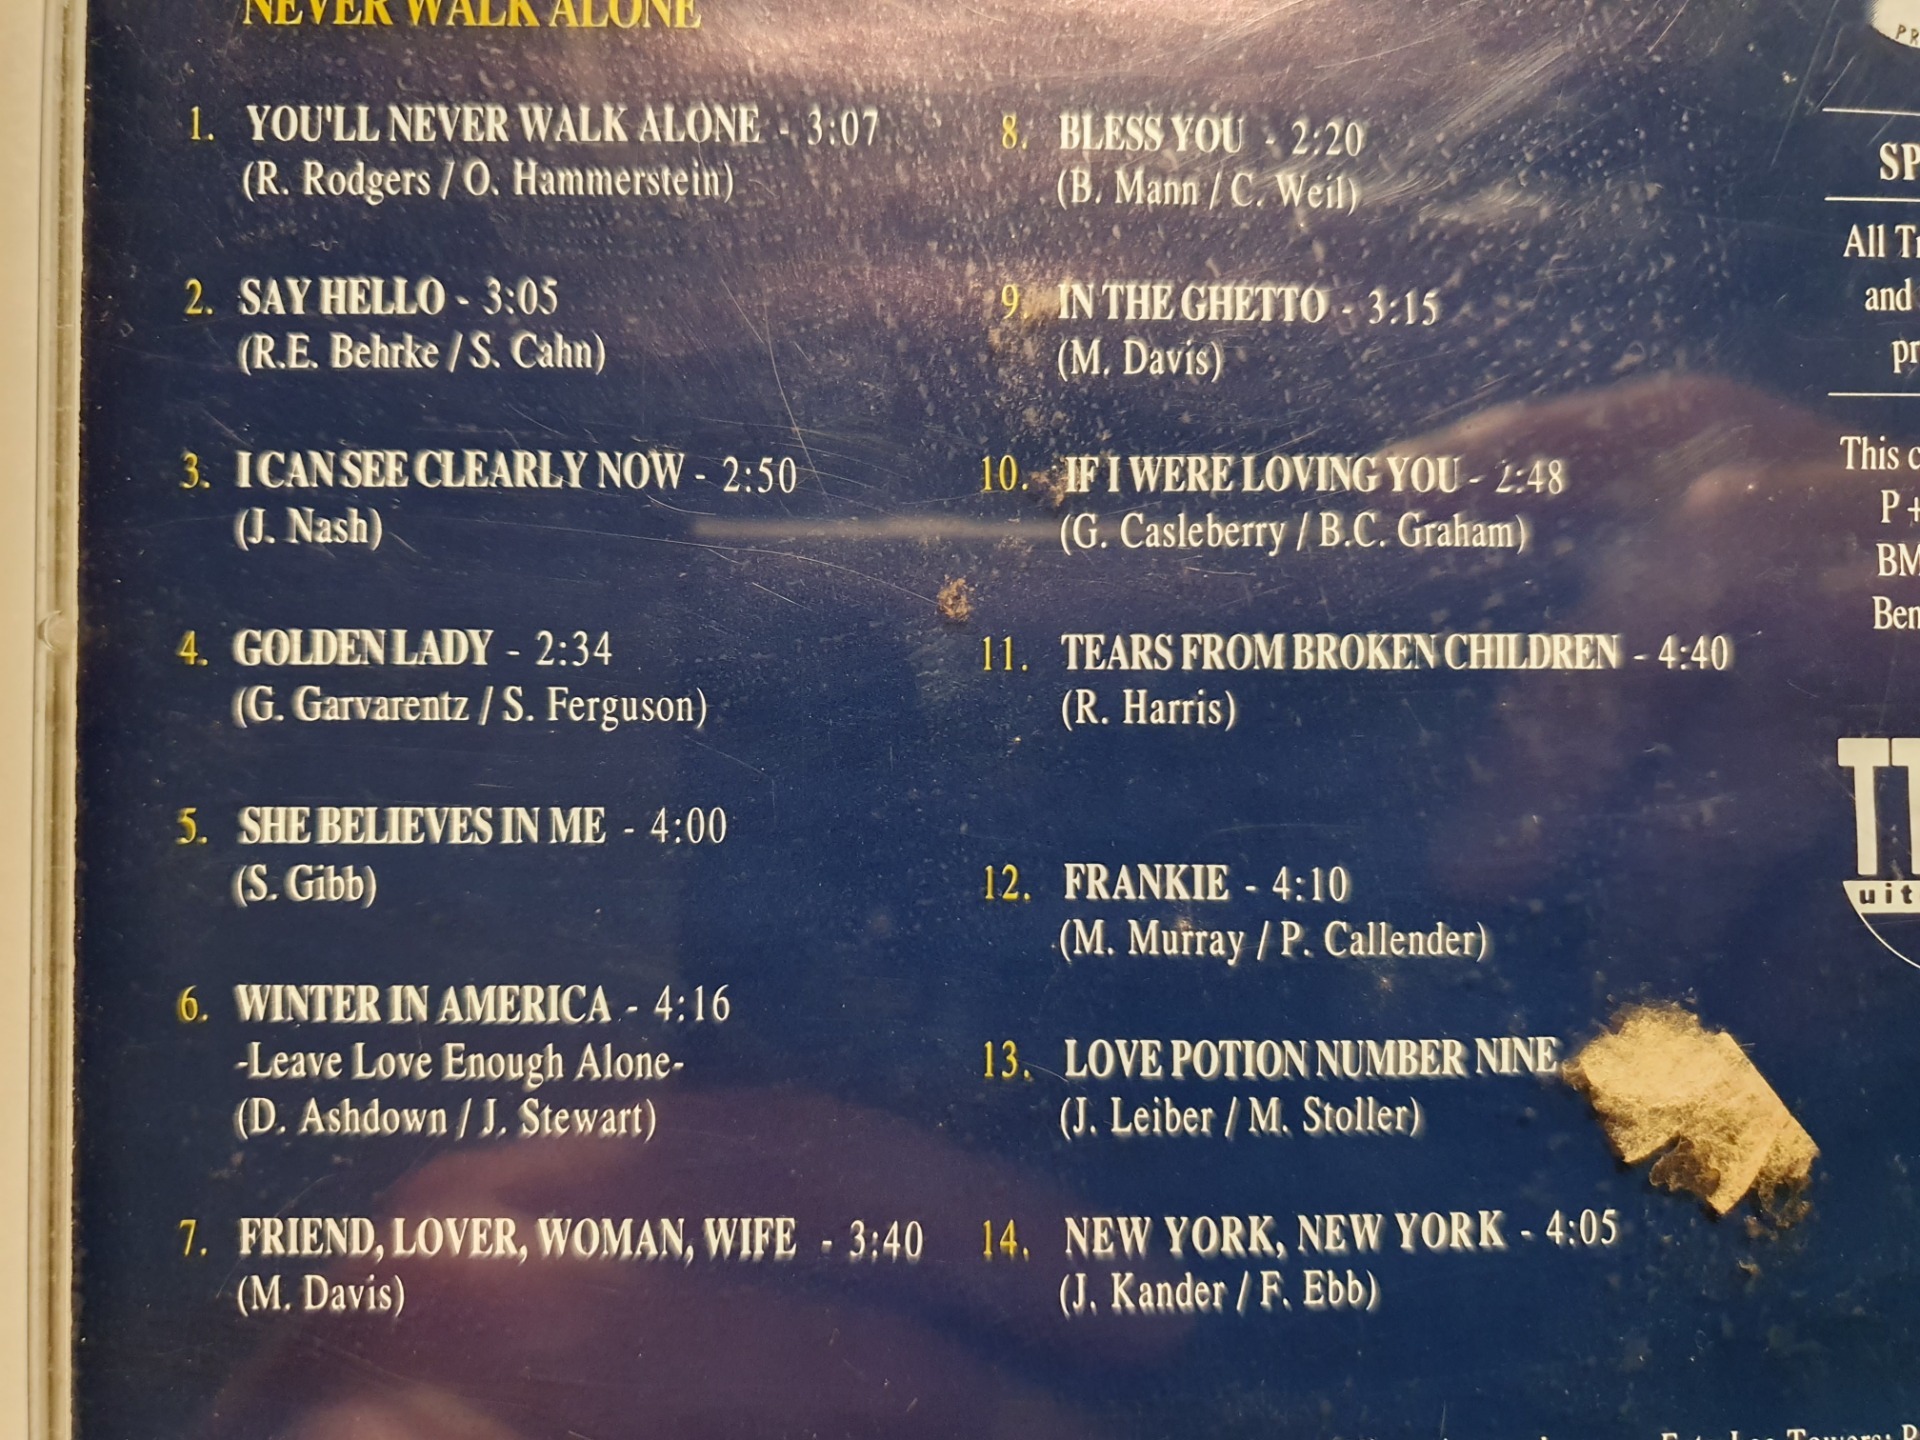 NEVER WALK ALONE
1. YOU'LL NEVER WALK ALONE - 3:07
(R. Rodgers / O. Hammerstein)
2. SAY HELLO - 3:05
(R.E. Behrke / S. Cahn)
3. I CAN SEE CLEARLY NOW - 2:50
(J. Nash)
4. GOLDEN LADY - 2:34
(G. Garvarentz / S. Ferguson)
5. SHE BELIEVES IN ME - 4:00
(S. Gibb)
6. WINTER IN AMERICA - 4:16
-Leave Love Enough Alone-
(D. Ashdown / J. Stewart)
7. FRIEND, LOVER, WOMAN, WIFE - 3:40
(M. Davis)
8. BLESS YOU - 2:20
(B. Mann / C. Weil)
9. IN THE GHETTO - 3:15
(M. Davis)
10. IF I WERE LOVING YOU - 2:48
(G. Casleberry / B.C. Graham)
11. TEARS FROM BROKEN CHILDREN - 4:40
(R. Harris)
12. FRANKIE - 4:10
(M. Murray / P. Callender)
13. LOVE POTION NUMBER NINE
(J. Leiber / M. Stoller)
14. NEW YORK, NEW YORK - 4:05
(J. Kander / F. Ebb)
PR
SP
All Tr
and
pr
This c
P +
BM
Ben
uit
Lee Towers: